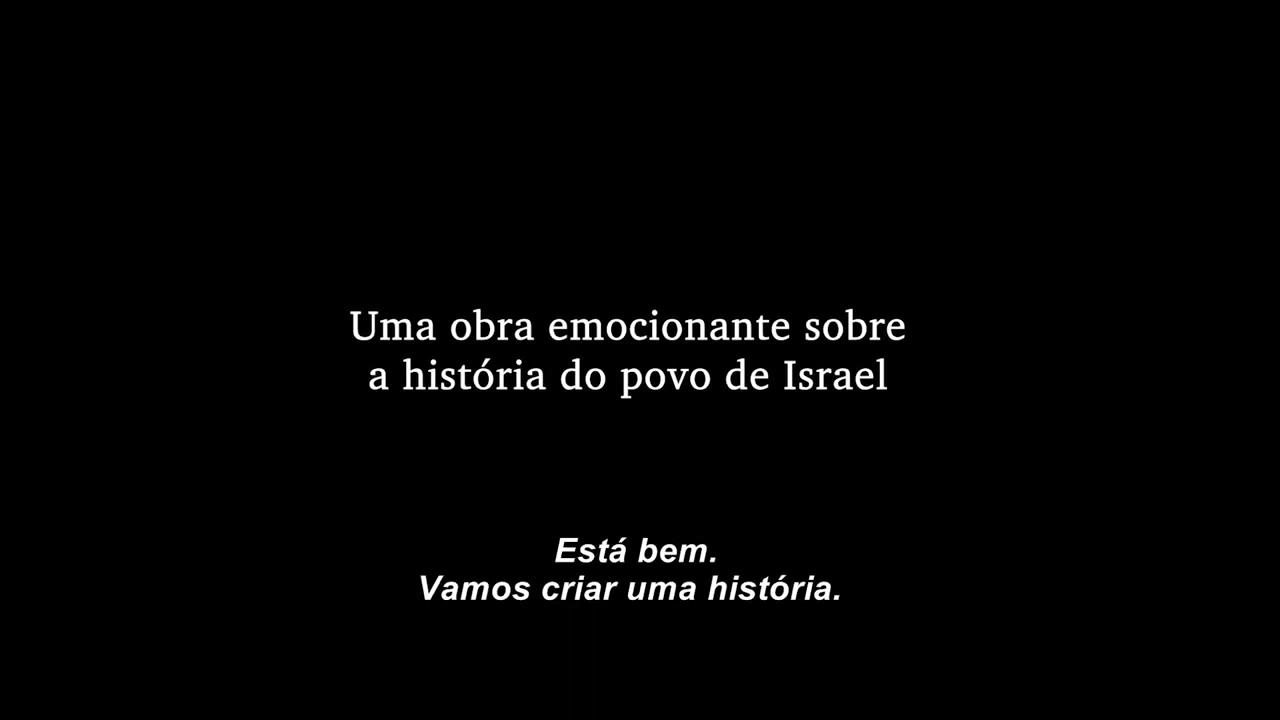 Uma obra emocionante sobre
a história do povo de Israel
Está bem.
Vamos criar uma história.